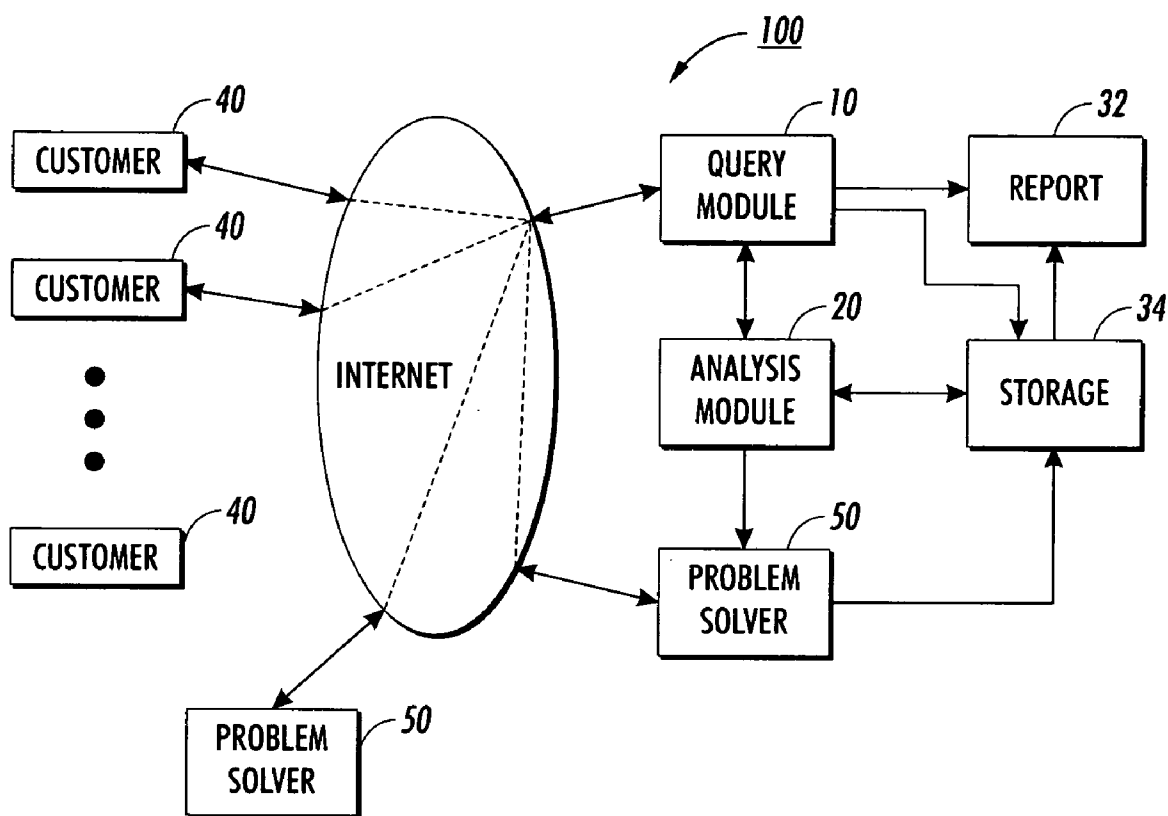 100
40
CUSTOMER
10
QUERY
MODULE
32
REPORT
40
CUSTOMER
INTERNET
20
ANALYSIS
MODULE
34
STORAGE
40
CUSTOMER
50
PROBLEM
SOLVER
50
PROBLEM
SOLVER